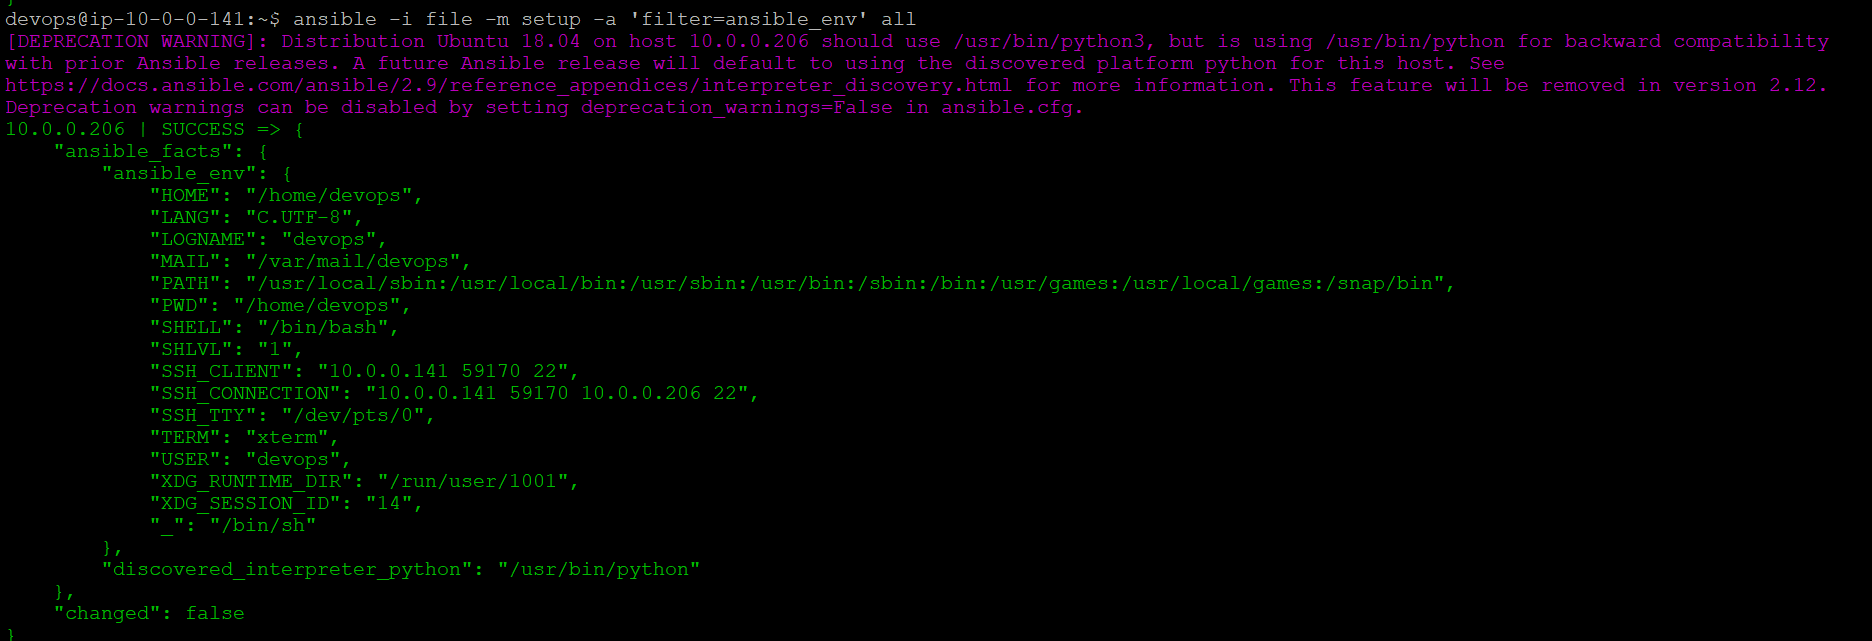 devops@ip-10-0-0-141:~$ ansible -i file -m setup -a 'filter=ansible_env' all
[DEPRECATION WARNING]: Distribution Ubuntu 18.04 on host 10.0.0.206 should use /usr/bin/python3, but is using /usr/bin/python for backward compatibility
with prior Ansible releases. A future Ansible release will default to using the discovered platform python for this host. See
https://docs.ansible.com/ansible/2.9/reference_appendices/interpreter_discovery.html for more information. This feature will be removed in version 2.12.
Deprecation warnings can be disabled by setting deprecation_warnings=False in ansible.cfg.
10.0.0.206 | SUCCESS => {
    "ansible_facts": {
        "ansible_env": {
            "HOME": "/home/devops",
            "LANG": "C.UTF-8",
            "LOGNAME": "devops",
            "MAIL": "/var/mail/devops",
            "PATH": "/usr/local/sbin:/usr/local/bin:/usr/sbin:/usr/bin:/sbin:/bin:/usr/games:/usr/local/games:/snap/bin",
            "PWD": "/home/devops",
            "SHELL": "/bin/bash",
            "SHLVL": "1",
            "SSH_CLIENT": "10.0.0.141 59170 22",
            "SSH_CONNECTION": "10.0.0.141 59170 10.0.0.206 22",
            "SSH_TTY": "/dev/pts/0",
            "TERM": "xterm",
            "USER": "devops",
            "XDG_RUNTIME_DIR": "/run/user/1001",
            "XDG_SESSION_ID": "14",
            "_": "/bin/sh"
        },
        "discovered_interpreter_python": "/usr/bin/python"
    },
    "changed": false
}